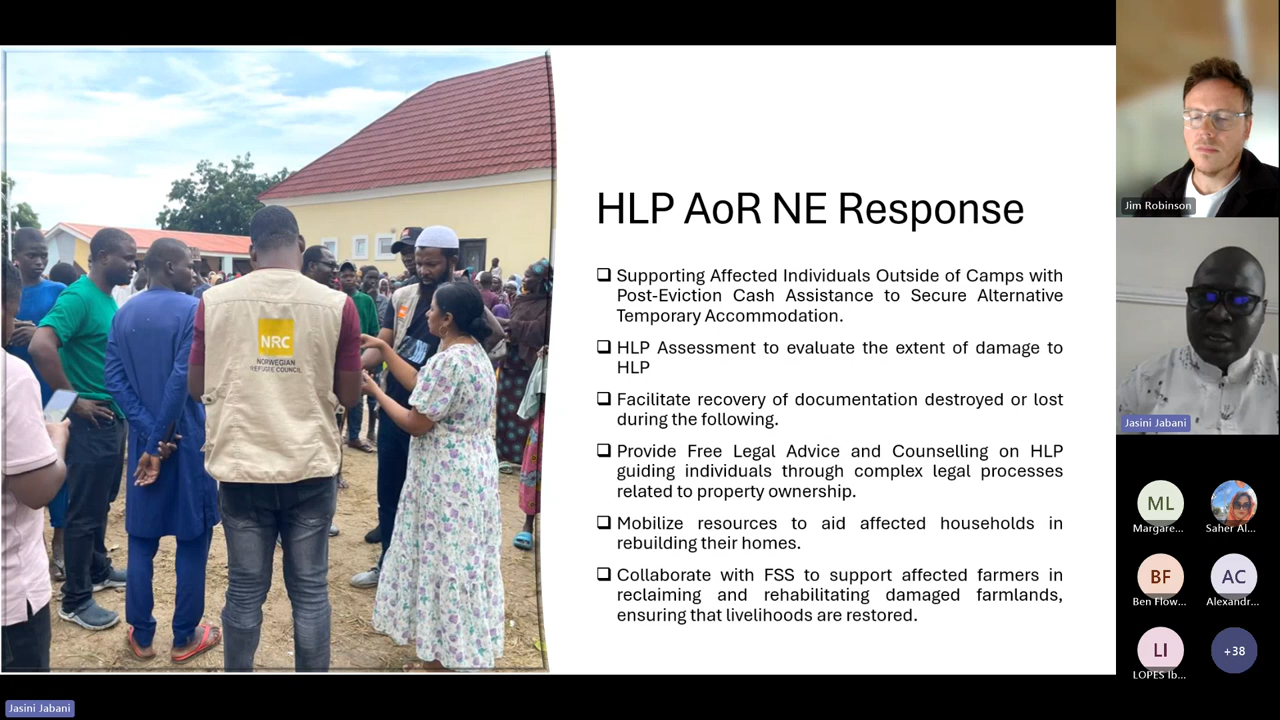 NRC
NORWEGIAN
REFUGEE COUNCIL
HLP AoR NE Response
Supporting Affected Individuals Outside of Camps with
Post-Eviction Cash Assistance to Secure Alternative
Temporary Accommodation.
HLP Assessment to evaluate the extent of damage to
HLP
Facilitate recovery of documentation destroyed or lost
during the following.
Provide Free Legal Advice and Counselling on HLP
guiding individuals through complex legal processes
related to property ownership.
Mobilize resources to aid affected households in
rebuilding their homes.
Collaborate with FSS to support affected farmers in
reclaiming and rehabilitating damaged farmlands,
ensuring that livelihoods are restored.
Jim Robinson
Jasini Jabani
ML
Margare...
Saher Al...
BF
Ben Flow...
AC
Alexandr...
LI
LOPES Ib...
+38
Jasini Jabani